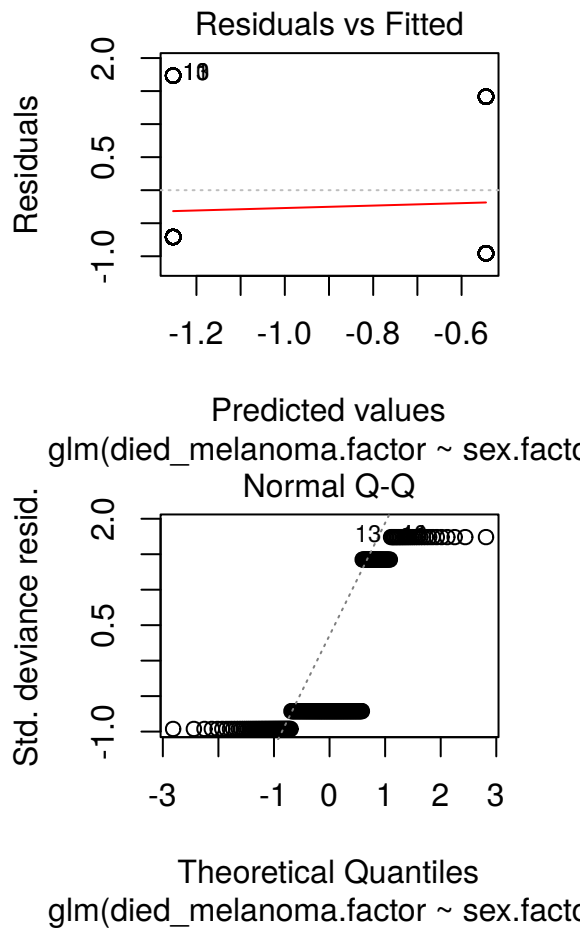 Residuals vs Fitted
Residuals
2.0
0.5
-1.0
-1.2
-1.0
-0.8
-0.6
Predicted values
glm(died_melanoma.factor ~ sex.facto
Normal Q-Q
Std. deviance resid.
2.0
0.5
-1.0
13
-3
-1
0
1
2
3
Theoretical Quantiles
glm(died_melanoma.factor ~ sex.facto